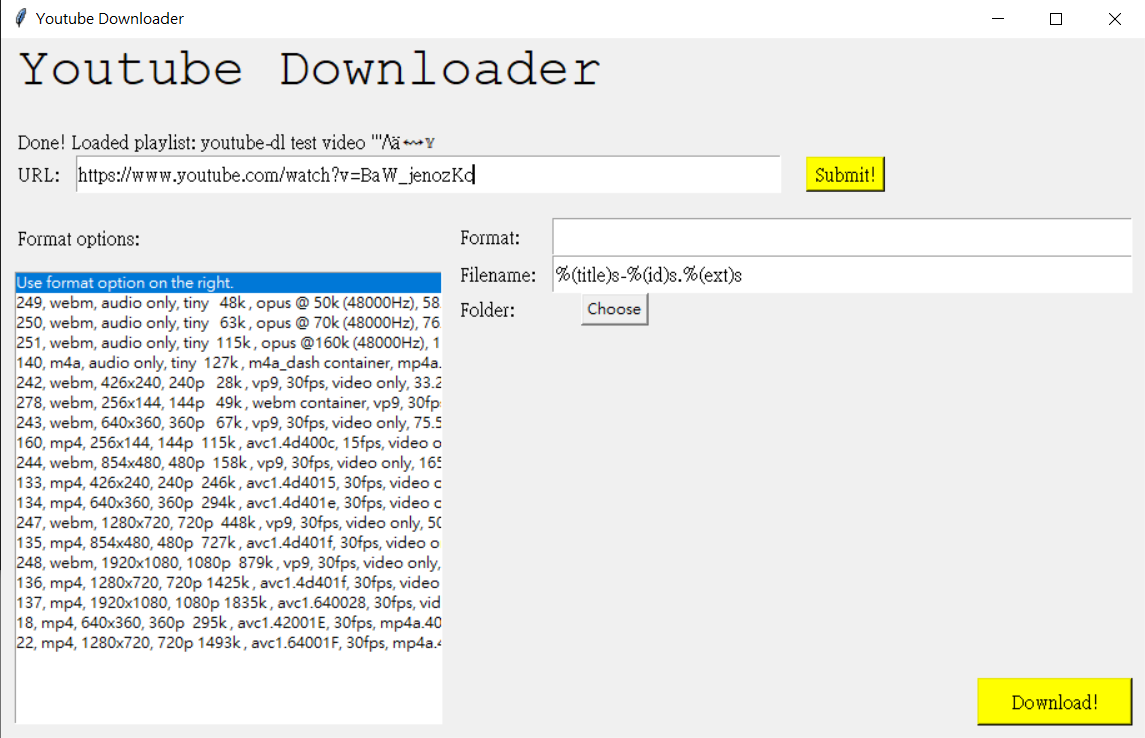 Youtube Downloader
Youtube Downloader
Done! Loaded playlist: youtube-dl test video '"/\ä↭𝕐
URL: https://www.youtube.com/watch?v=BaW_jenozKc
Submit!
Format options:
Format:
Filename: %(title)s-%(id)s.%(ext)s
Folder: Choose
Use format option on the right.
249, webm, audio only, tiny 48k , opus @ 50k (48000Hz), 58.
250, webm, audio only, tiny 63k , opus @ 70k (48000Hz), 76.
251, webm, audio only, tiny 115k , opus @160k (48000Hz), 1
140, m4a, audio only, tiny 127k , m4a_dash container, mp4a.
242, webm, 426x240, 240p 28k , vp9, 30fps, video only, 33.2
278, webm, 256x144, 144p 49k , webm container, vp9, 30fp
243, webm, 640x360, 360p 67k , vp9, 30fps, video only, 75.5
160, mp4, 256x144, 144p 115k , avc1.4d400c, 15fps, video o
244, webm, 854x480, 480p 158k , vp9, 30fps, video only, 165
133, mp4, 426x240, 240p 246k , avc1.4d4015, 30fps, video o
134, mp4, 640x360, 360p 294k , avc1.4d401e, 30fps, video o
247, webm, 1280x720, 720p 448k , vp9, 30fps, video only, 50
135, mp4, 854x480, 480p 727k , avc1.4d401f, 30fps, video o
248, webm, 1920x1080, 1080p 879k , vp9, 30fps, video only,
136, mp4, 1280x720, 720p 1425k , avc1.4d401f, 30fps, video
137, mp4, 1920x1080, 1080p 1835k , avc1.640028, 30fps, vid
18, mp4, 640x360, 360p 295k , avc1.42001E, 30fps, mp4a.40
22, mp4, 1280x720, 720p 1493k , avc1.64001F, 30fps, mp4a.4
Download!